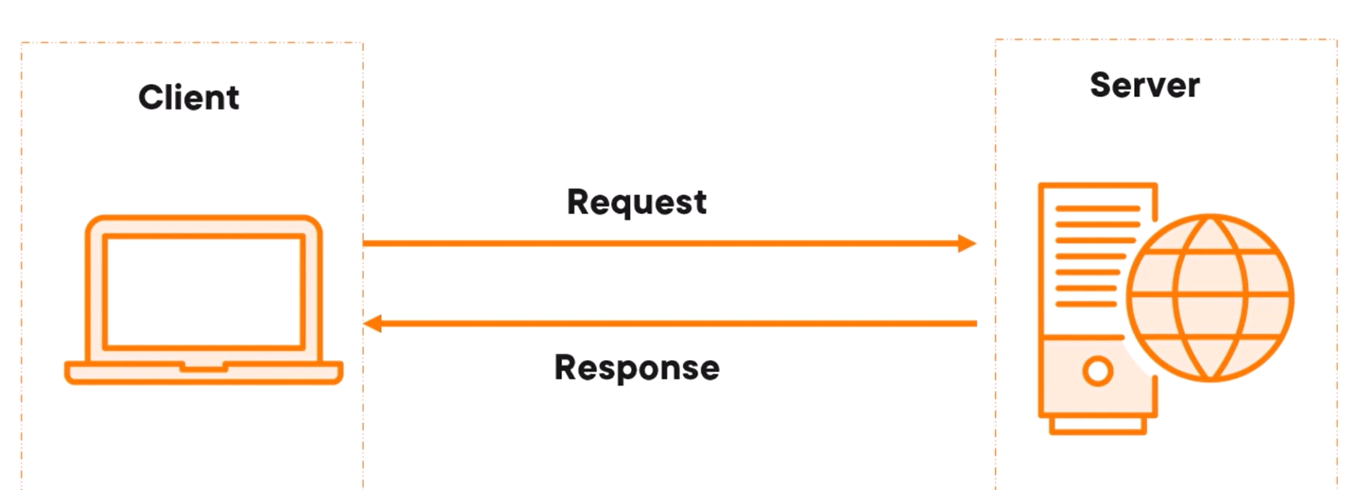 Client
Server
Request
Response